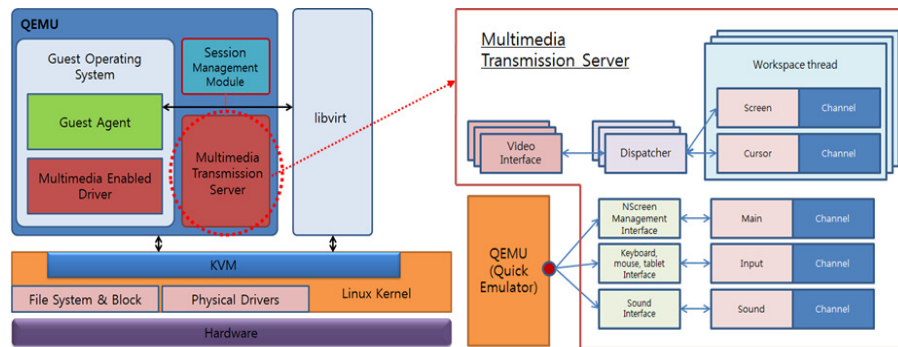 QEMU
Guest Operating
System
Guest Agent
Multimedia Enabled
Driver
Session
Management
Module
Multimedia
Transmission
Server
libvirt
KVM
File System & Block
Physical Drivers
Linux Kernel
Hardware
Multimedia
Transmission Server
Workspace thread
Screen
Channel
Cursor
Channel
Video
Interface
Dispatcher
QEMU
(Quick
Emulator)
NScreen
Management
Interface
Main
Channel
Keyboard,
mouse, tablet
Interface
Input
Channel
Sound
Interface
Sound
Channel